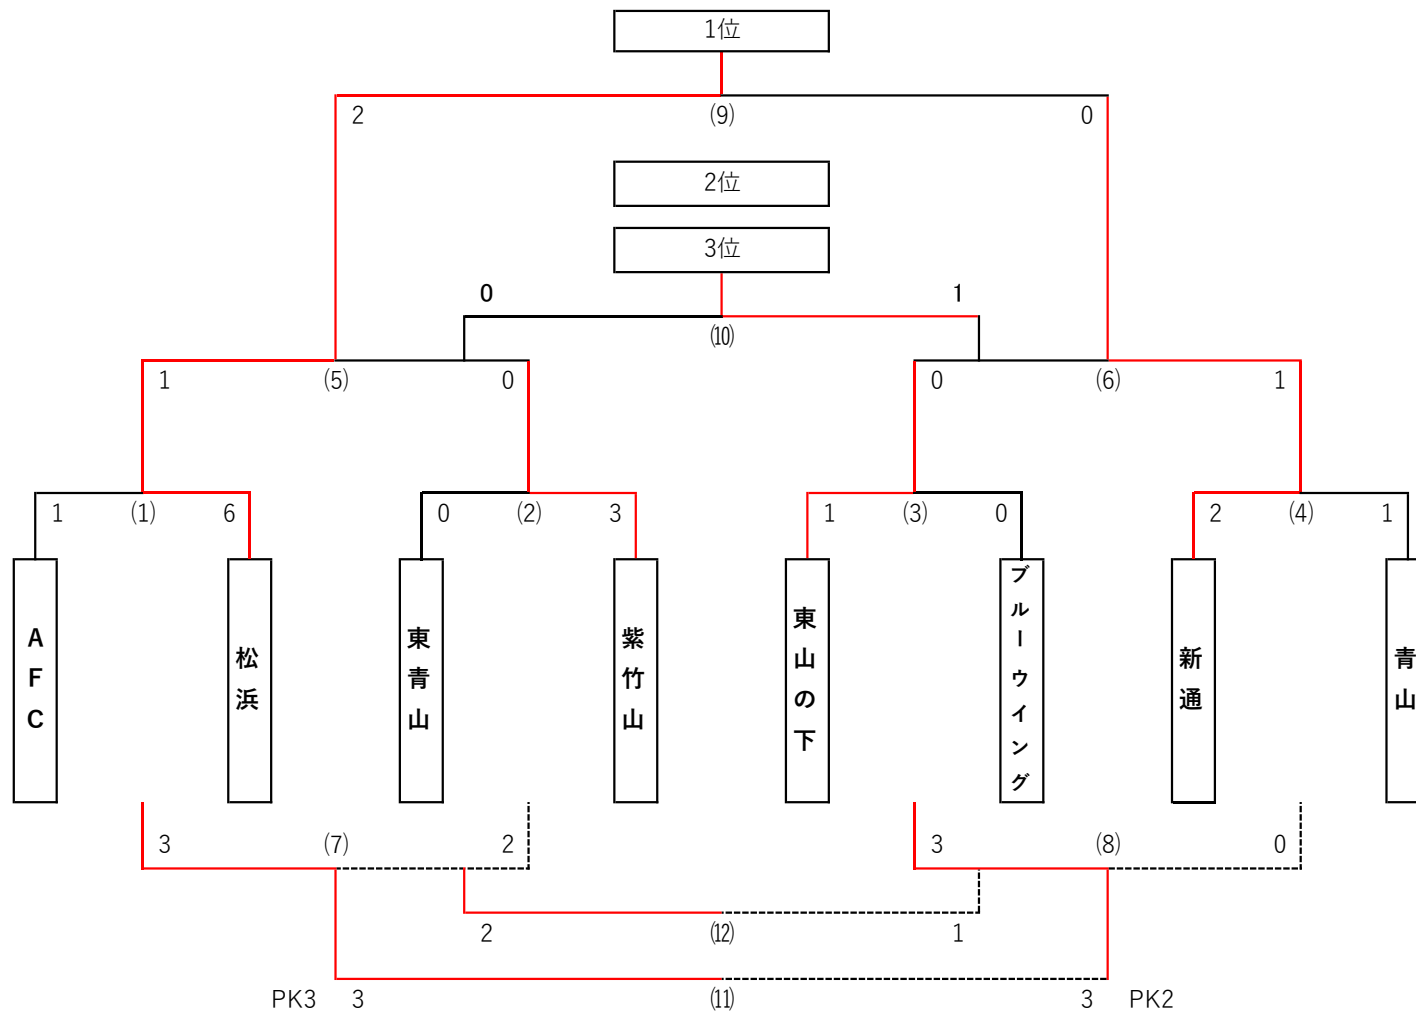 1位
2 (9) 0
2位
3位
0 1
(10)
1 (5) 0 0 (6) 1
1 (1) 6 0 (2) 3 1 (3) 0 2 (4) 1
AFC
松浜
東青山
紫竹山
東山の下
ブルーウイング
新通
青山
3 (7) 2 3 (8) 0
2 (12) 1
PK3 3 (11) 3 PK2